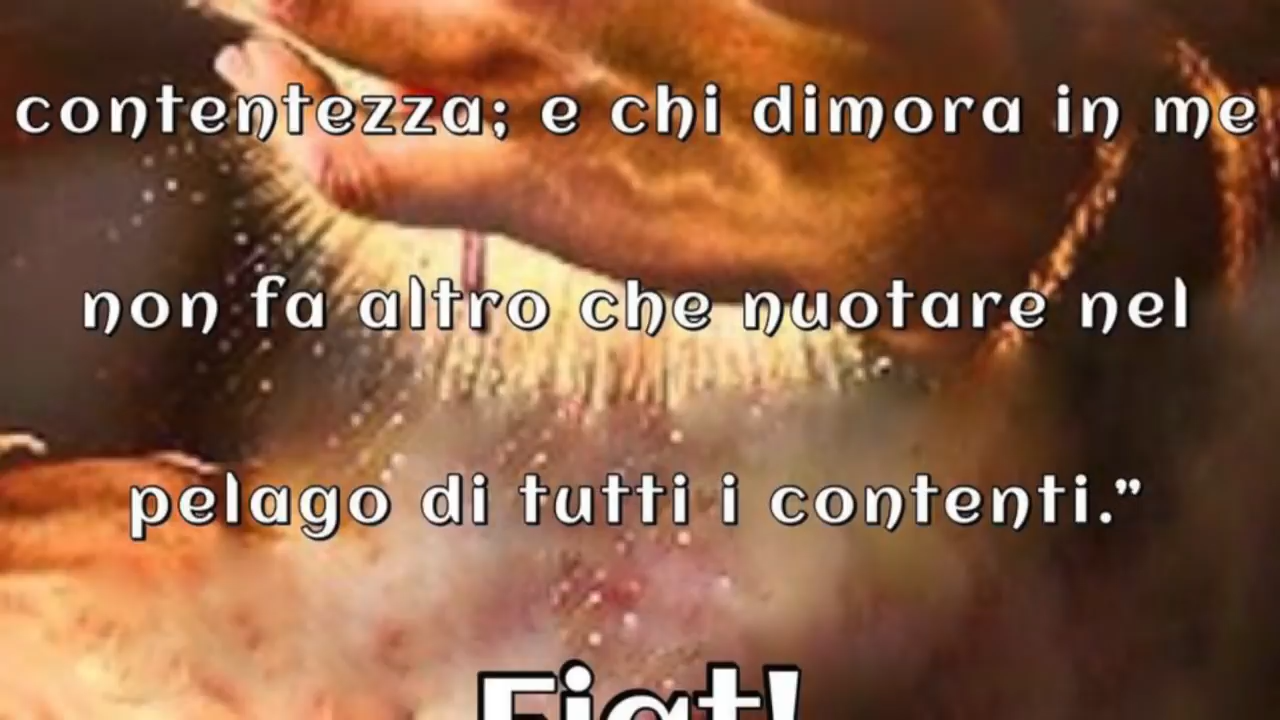 contentezza; e chi dimora in me
non fa altro che nuotare nel
pelago di tutti i contenti.”
Fiat!